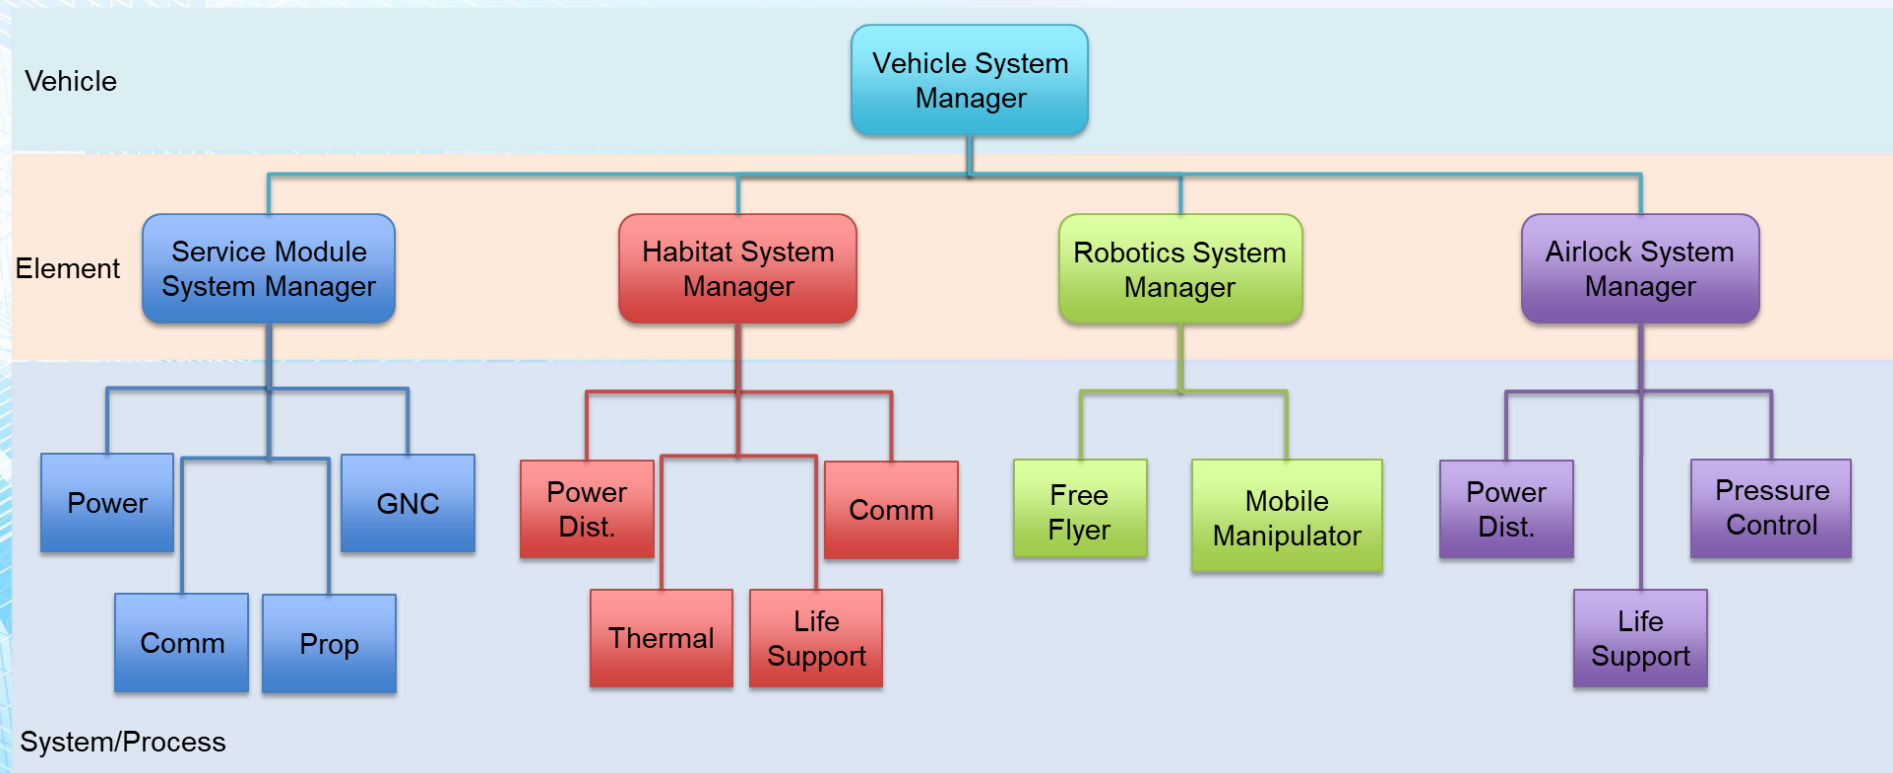 Vehicle
Vehicle System
Manager
Element
Service Module
System Manager
Habitat System
Manager
Robotics System
Manager
Airlock System
Manager
Power
GNC
Comm
Prop
Power
Dist.
Comm
Thermal
Life
Support
Free
Flyer
Mobile
Manipulator
Power
Dist.
Pressure
Control
Life
Support
System/Process